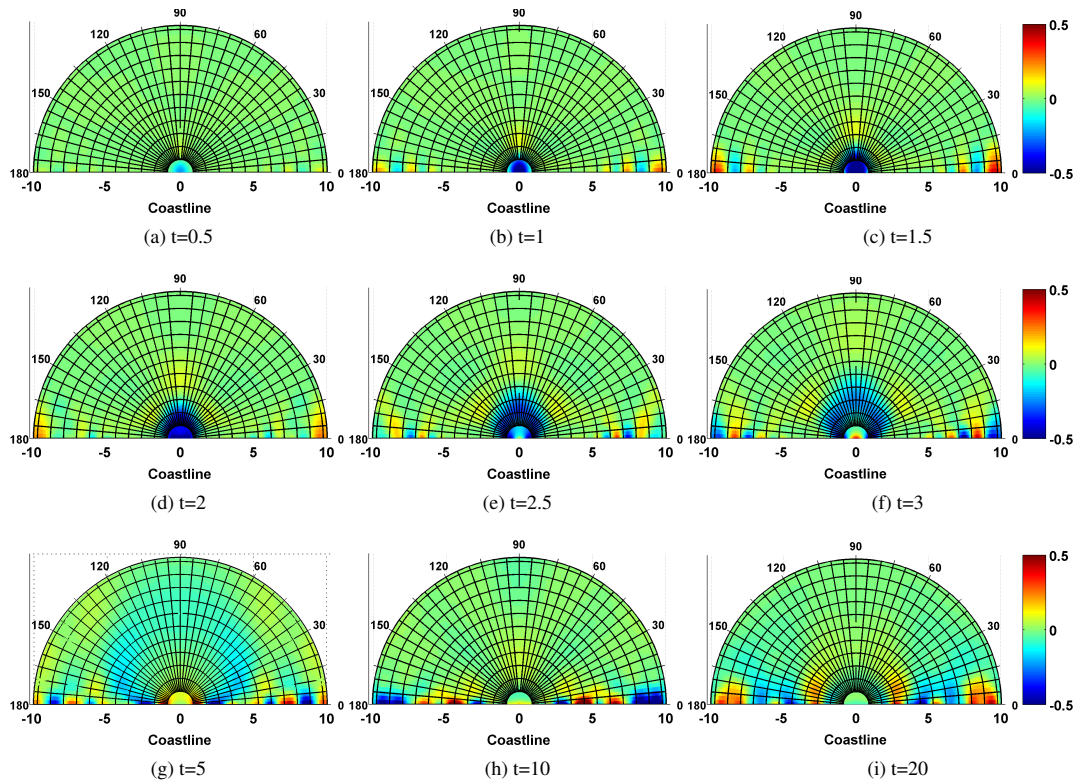 90 90 90
120 60 120 60 120 60 0.5
150 30 150 30 150 30 0
180 0 180 0 180 0 -0.5
-10 -5 0 5 10 -10 -5 0 5 10 -10 -5 0 5 10
Coastline Coastline Coastline
(a) t=0.5 (b) t=1 (c) t=1.5
90 90 90
120 60 120 60 120 60 0.5
150 30 150 30 150 30 0
180 0 180 0 180 0 -0.5
-10 -5 0 5 10 -10 -5 0 5 10 -10 -5 0 5 10
Coastline Coastline Coastline
(d) t=2 (e) t=2.5 (f) t=3
90 90 90
120 60 120 60 120 60 0.5
150 30 150 30 150 30 0
180 0 180 0 180 0 -0.5
-10 -5 0 5 10 -10 -5 0 5 10 -10 -5 0 5 10
Coastline Coastline Coastline
(g) t=5 (h) t=10 (i) t=20